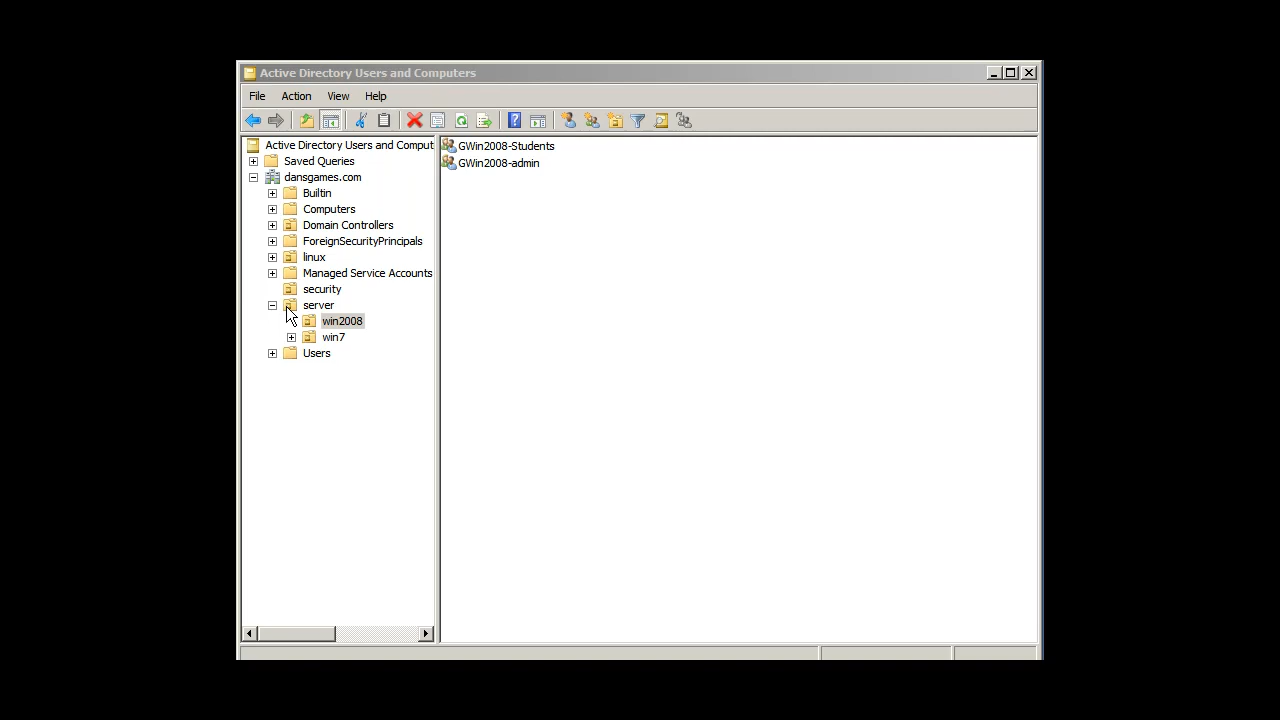 Active Directory Users and Computers
File Action View Help
Active Directory Users and Comput
Saved Queries
dansgames.com
Builtin
Computers
Domain Controllers
ForeignSecurityPrincipals
linux
Managed Service Accounts
security
server
win2008
win7
Users
GWin2008-Students
GWin2008-admin